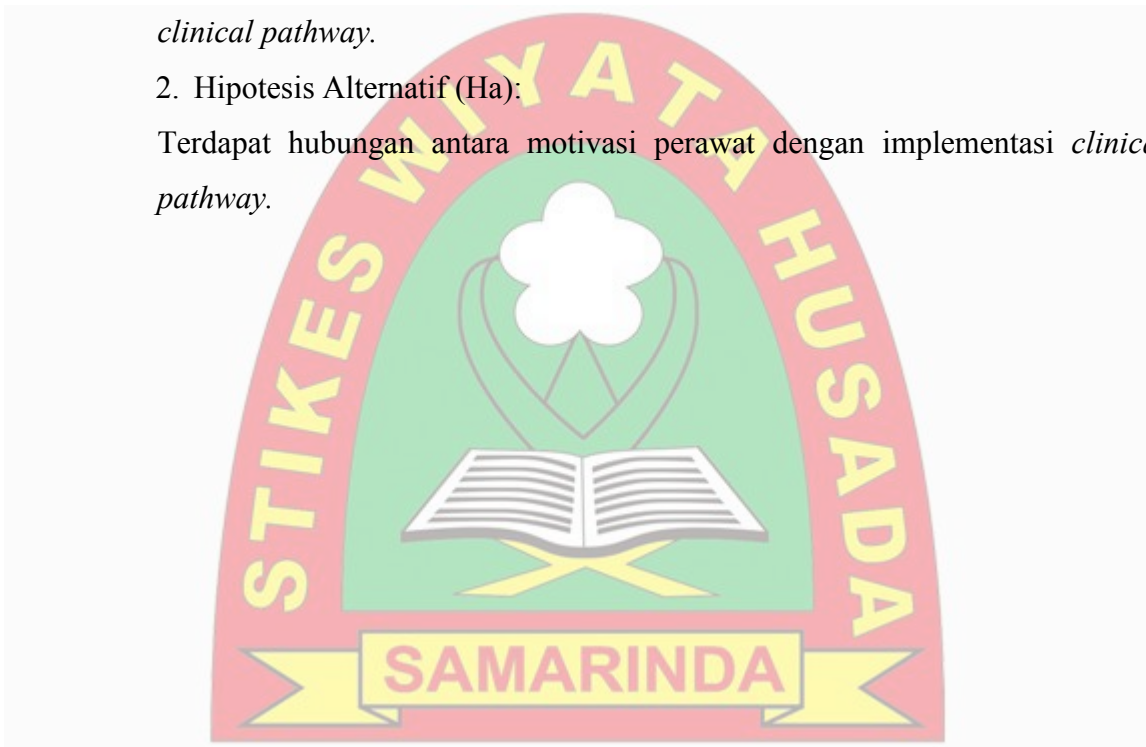 clinical pathway.
2. Hipotesis Alternatif (Ha):
Terdapat hubungan antara motivasi perawat dengan implementasi
pathway.
STIKES WIYATA HUSADA
SAMARINDA